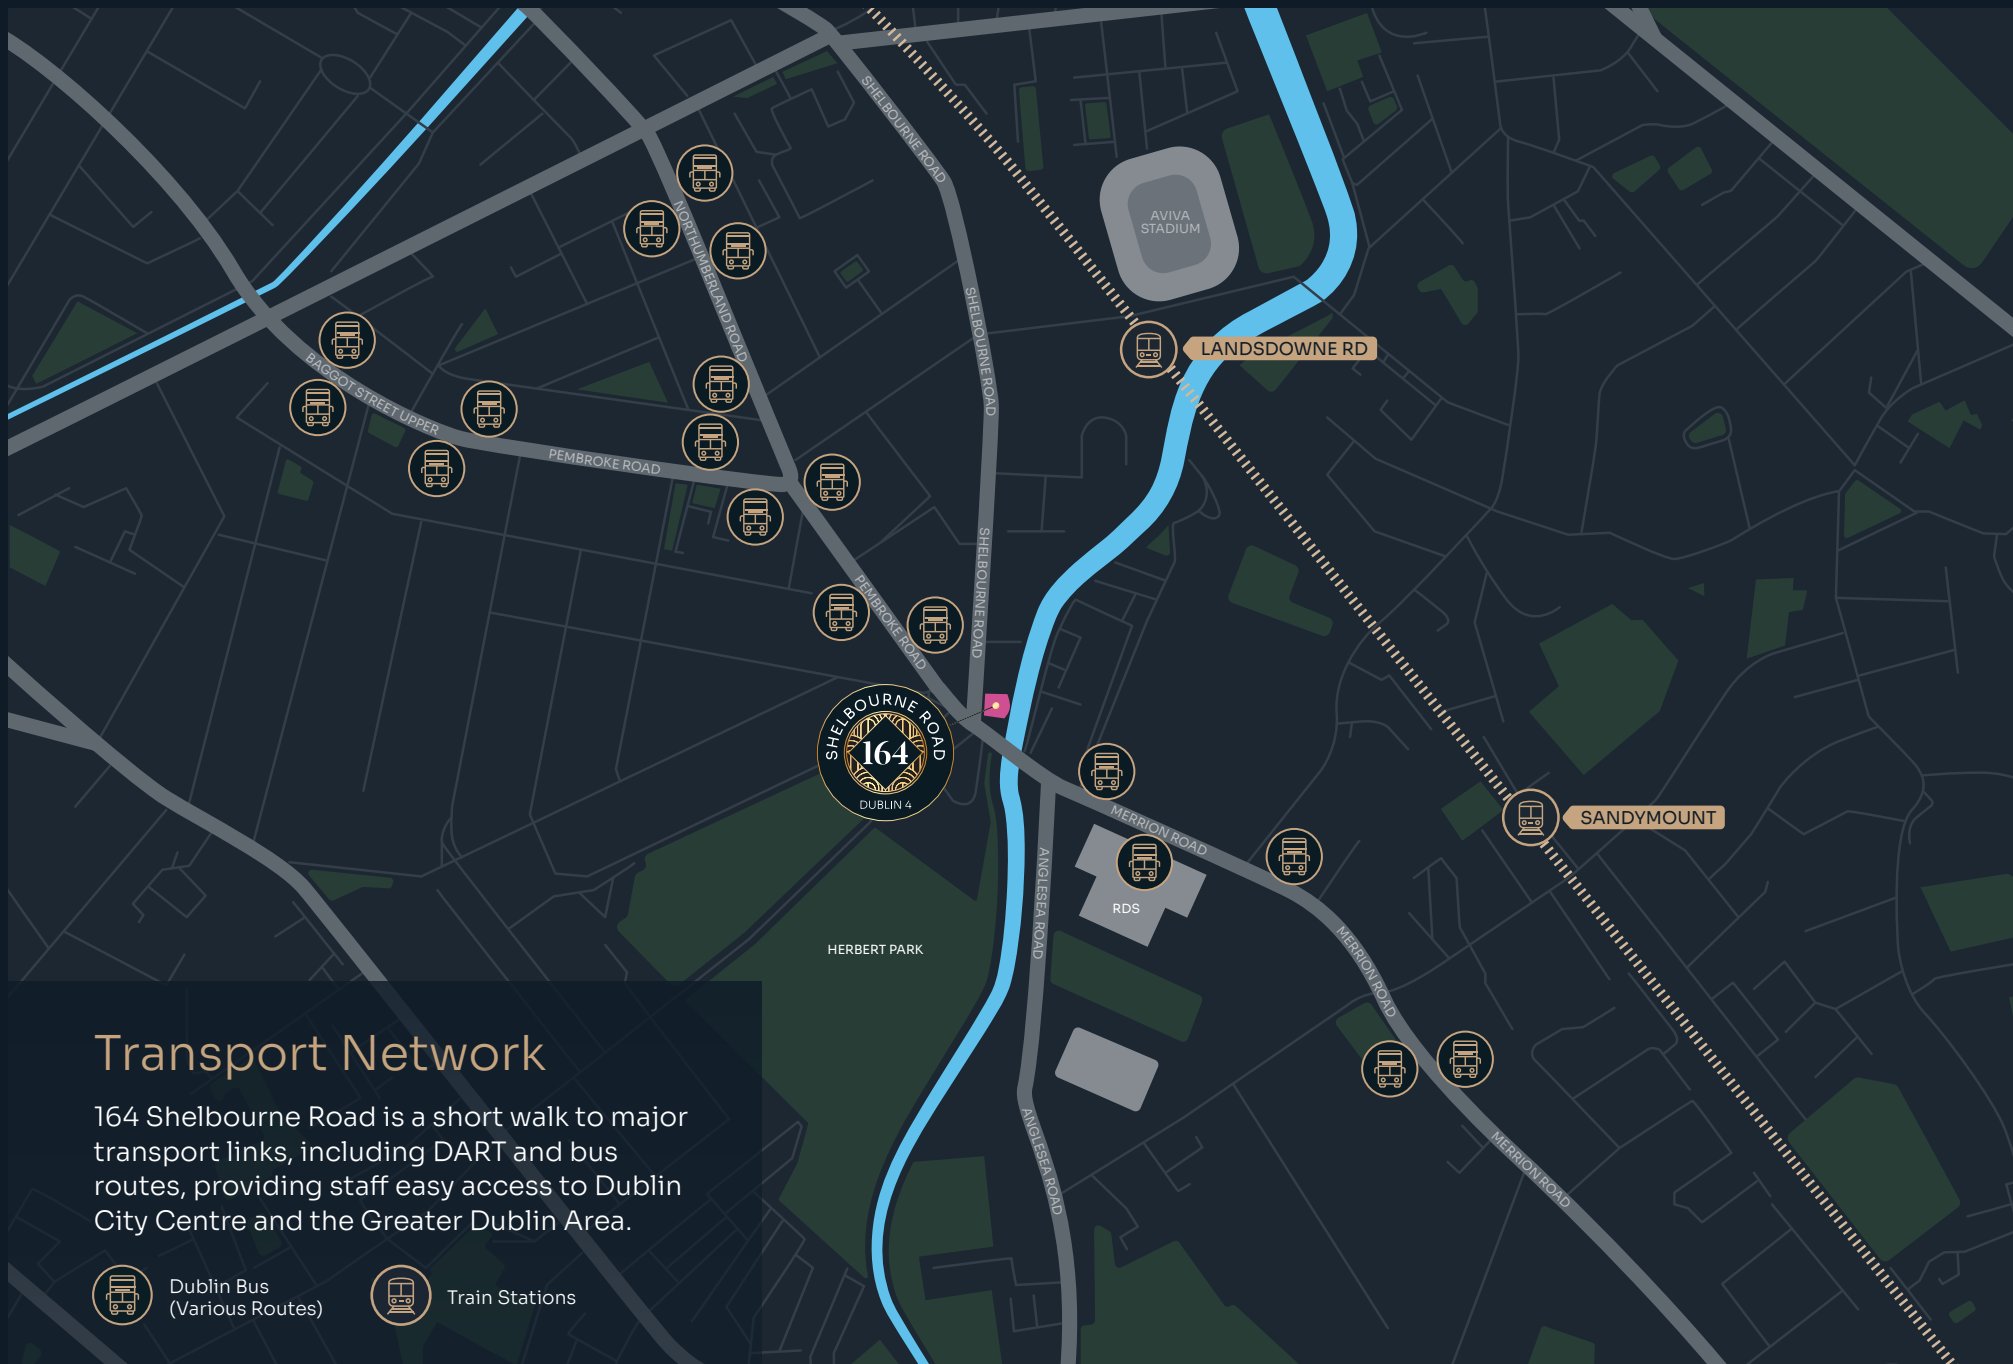 SHELBOURNE ROAD
NORTHUMBERLAND ROAD
AVIVA
STADIUM
SHELBOURNE ROAD
LANDSDOWNE RD
BAGGOT STREET UPPER
PEMBROKE ROAD
SHELBOURNE ROAD
PEMBROKE ROAD
SHELBOURNE ROAD
164
DUBLIN 4
MERRION ROAD
SANDYMOUNT
ANGLESEA ROAD
RDS
HERBERT PARK
MERRION ROAD
ANGLESEA ROAD
MERRION ROAD
Transport Network
164 Shelbourne Road is a short walk to major
transport links, including DART and bus
routes, providing staff easy access to Dublin
City Centre and the Greater Dublin Area.
Dublin Bus
(Various Routes)
Train Stations